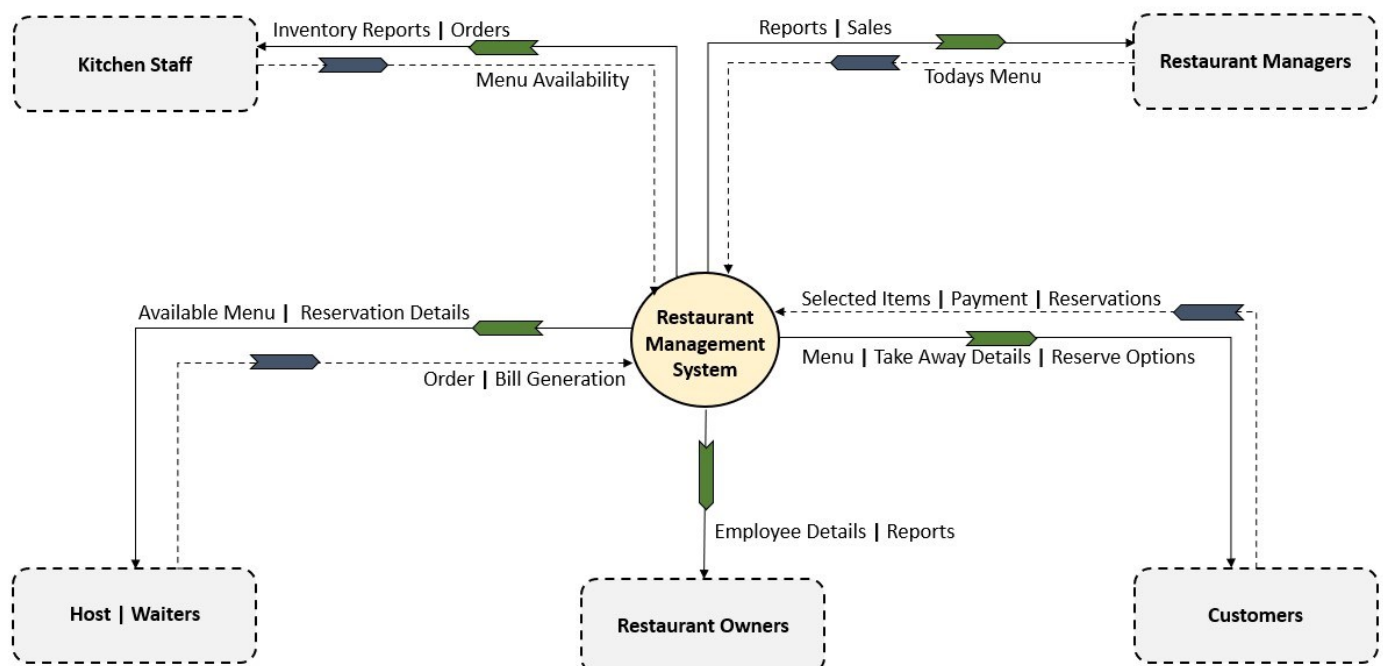 Inventory Reports | Orders
Kitchen Staff
Menu Availability
Reports | Sales
Restaurant Managers
Todays Menu
Available Menu | Reservation Details
Order | Bill Generation
Restaurant
Management
System
Selected Items | Payment | Reservations
Menu | Take Away Details | Reserve Options
Employee Details | Reports
Host | Waiters
Restaurant Owners
Customers